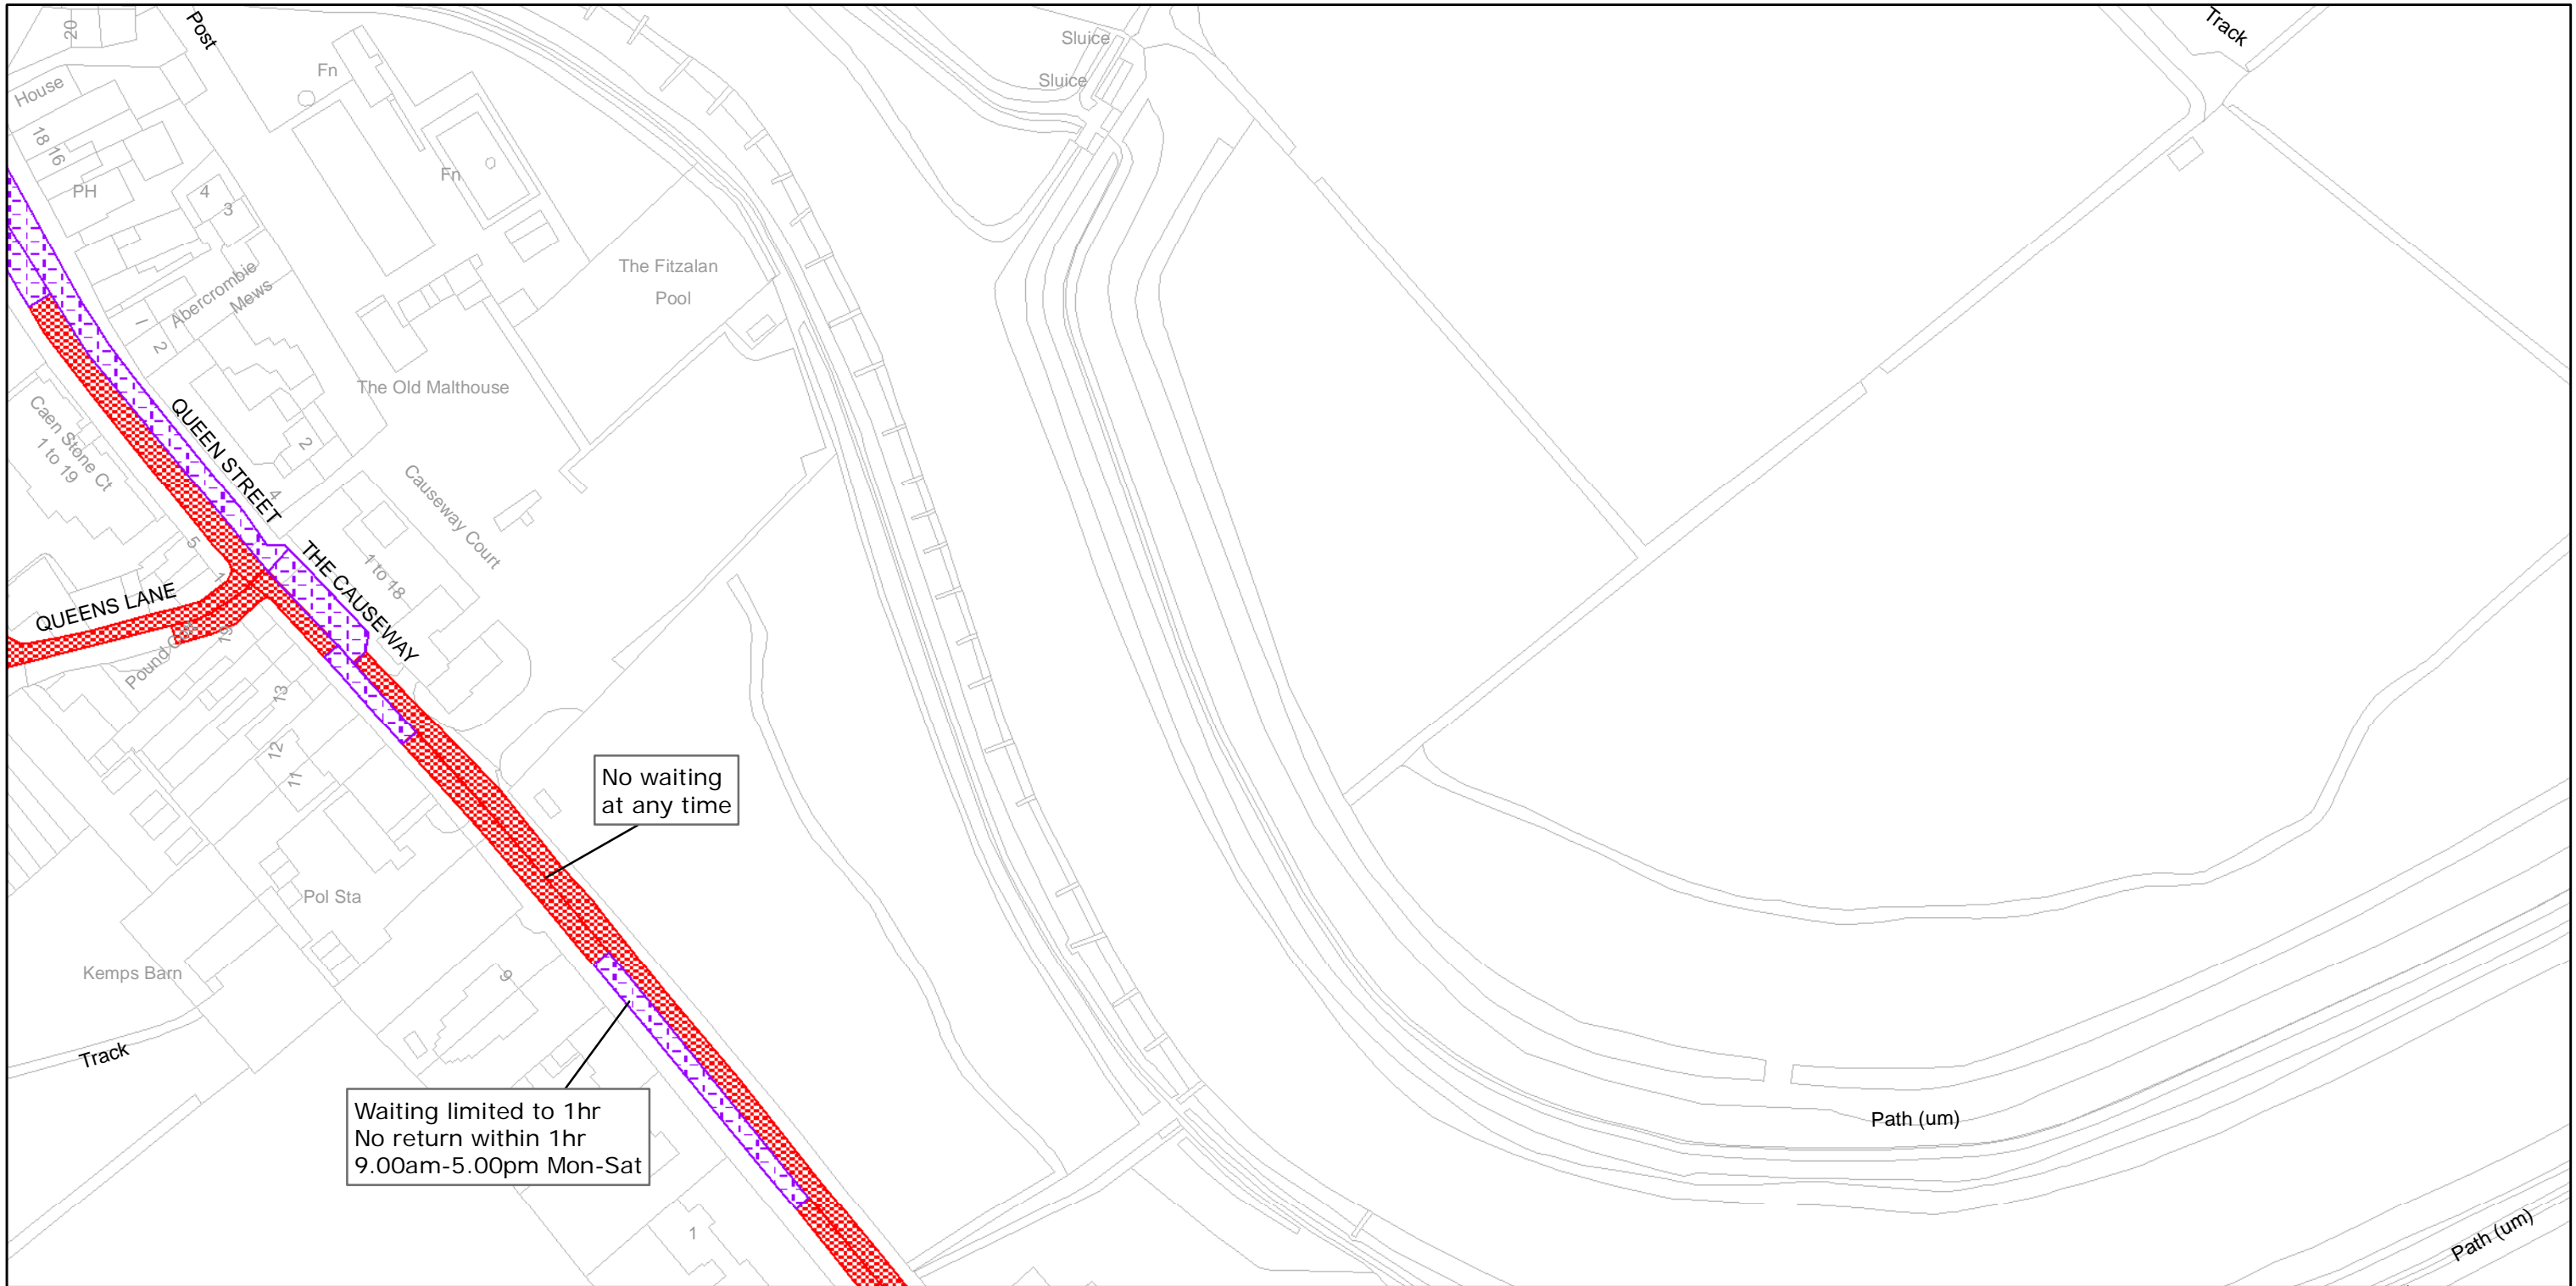 20
Post
Fn
Sluice
Sluice
Track
House
18
16
PH
4
3
Fn
Abercrombie
Mews
1
2
The Fitzalan
Pool
The Old Malthouse
Caen Stone Ct
1 to 19
QUEEN STREET
2
4
Causeway Court
1 to 18
5
1
THE CAUSEWAY
QUEENS LANE
19
13
12
11
No waiting
at any time
Pol Sta
Kemps Barn
9
Track
Waiting limited to 1hr
No return within 1hr
9.00am-5.00pm Mon-Sat
Path (um)
1
Path (um)